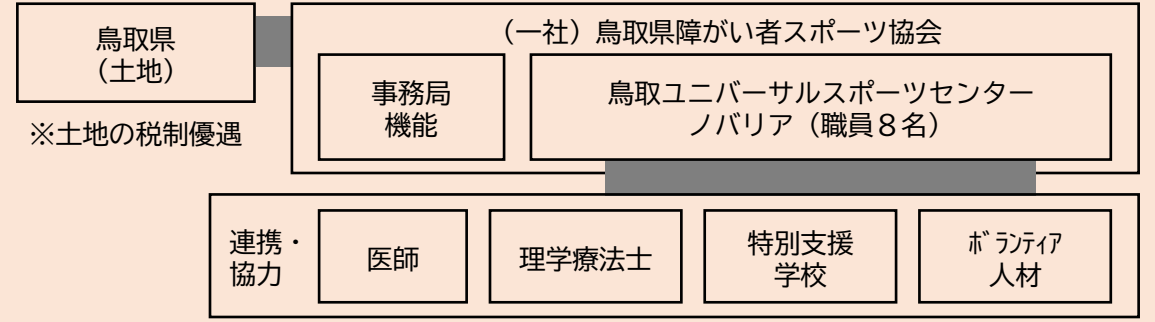 鳥取県
（土地）
※土地の税制優遇
（一社）鳥取県障がい者スポーツ協会
事務局
機能
鳥取ユニバーサルスポーツセンター
ノバリア（職員８名）
連携・
協力
医師
理学療法士
特別支援
学校
ﾎﾞﾗﾝﾃｨｱ
人材